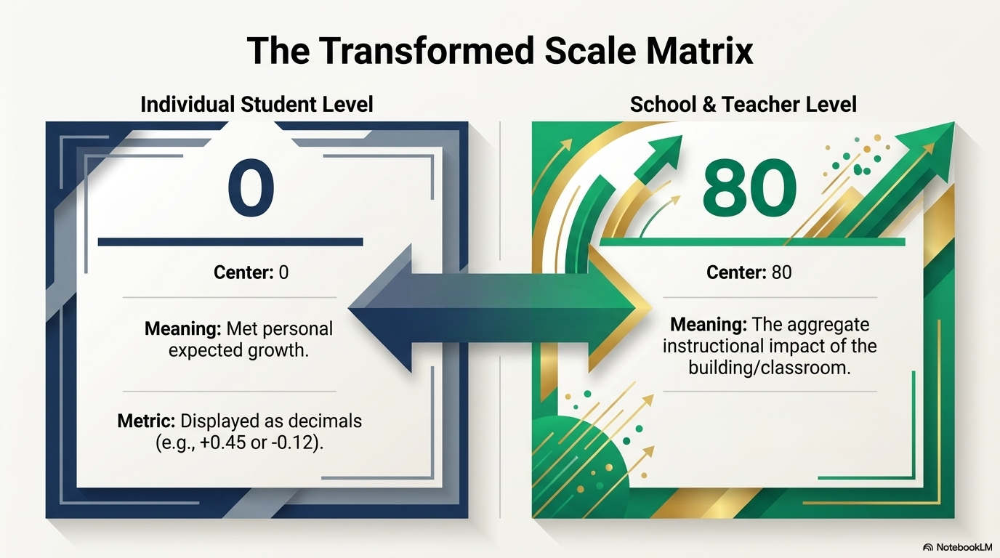 The Transformed Scale Matrix
Individual Student Level
0
Center: 0
Meaning: Met personal
expected growth.
Metric: Displayed as decimals
(e.g., +0.45 or -0.12).
School & Teacher Level
80
Center: 80
Meaning: The aggregate
instructional impact of the
building/classroom.
NotebookLM